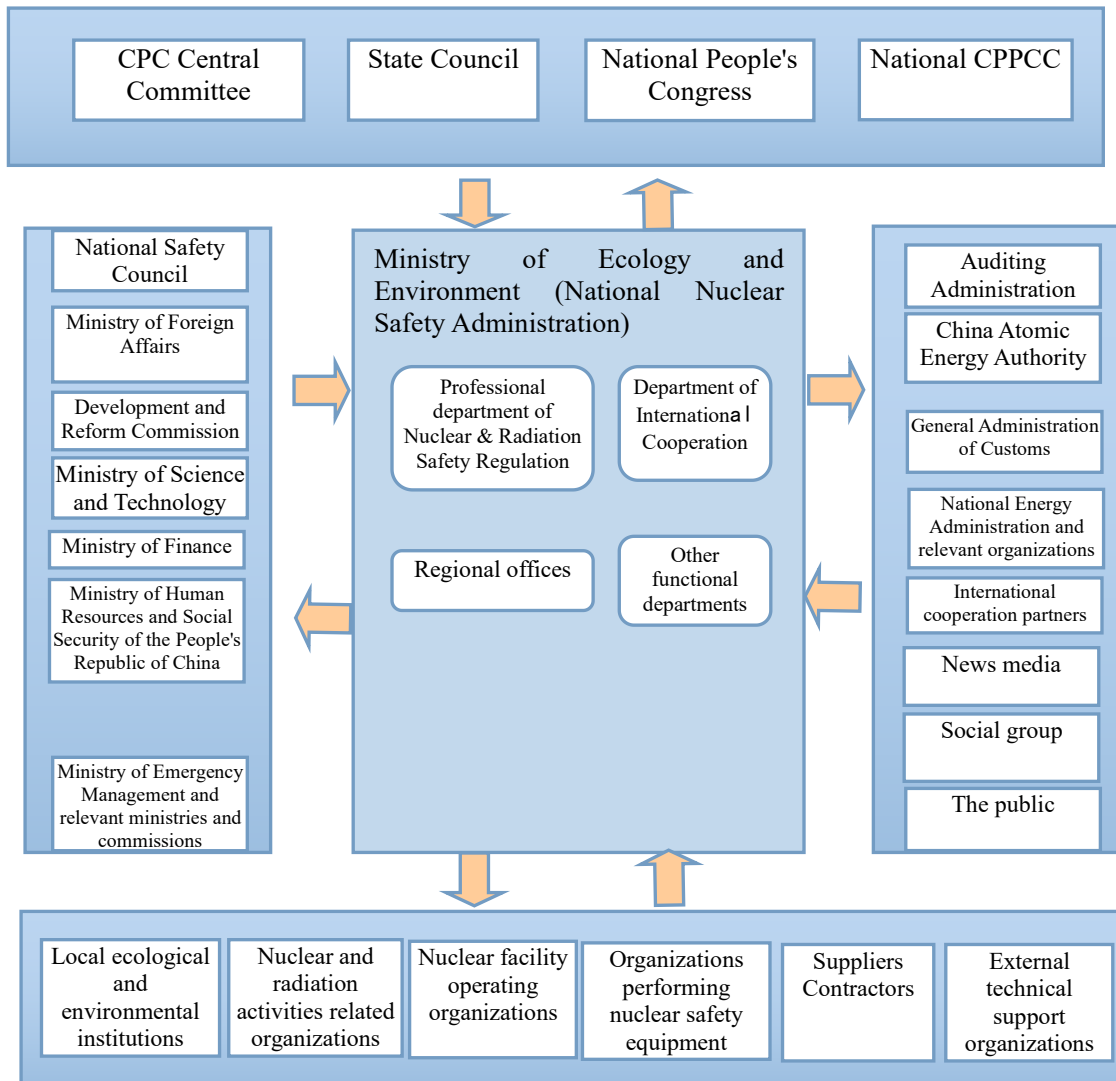 CPC Central
Committee
State Council
National People's
Congress
National CPPCC
National Safety
Council
Ministry of Foreign
Affairs
Development and
Reform Commission
Ministry of Science
and Technology
Ministry of Finance
Ministry of Human
Resources and Social
Security of the People's
Republic of China
Ministry of Emergency
Management and
relevant ministries and
commissions
Ministry of Ecology and
Environment (National Nuclear
Safety Administration)
Professional
department of
Nuclear & Radiation
Safety Regulation
Department of
International
Cooperation
Regional offices
Other
functional
departments
Auditing
Administration
China Atomic
Energy Authority
General Administration
of Customs
National Energy
Administration and
relevant organizations
International
cooperation partners
News media
Social group
The public
Local ecological
and
environmental
institutions
Nuclear and
radiation
activities related
organizations
Nuclear facility
operating
organizations
Organizations
performing
nuclear safety
equipment
Suppliers
Contractors
External
technical
support
organizations